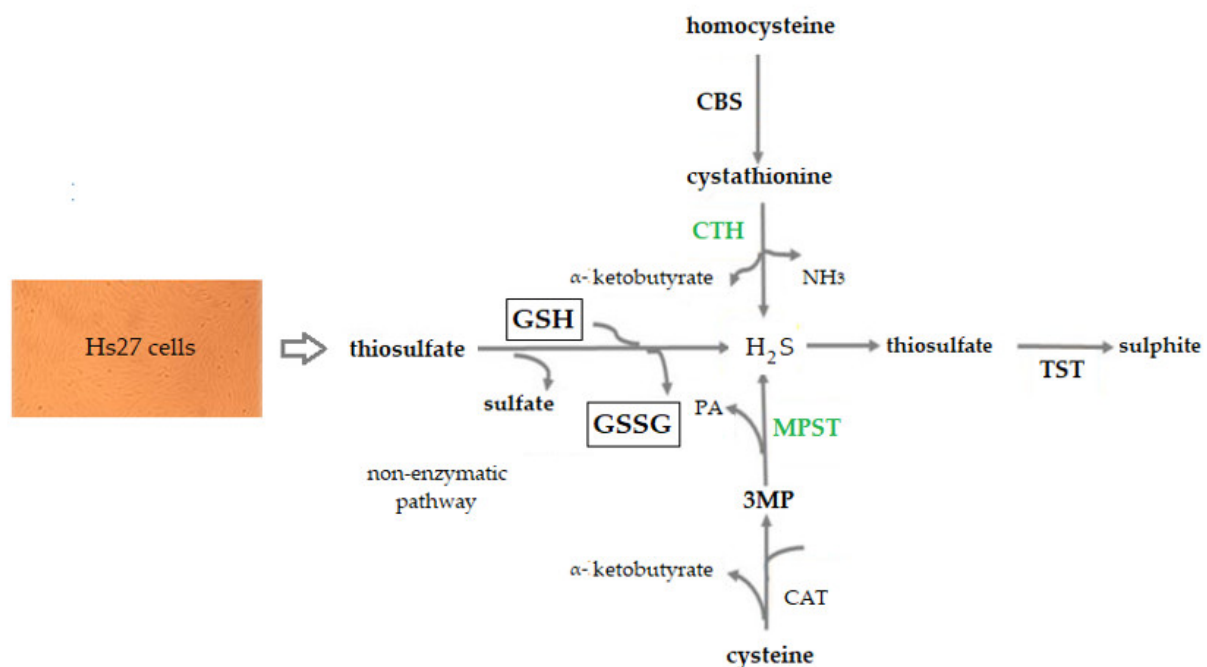 homocysteine
CBS
cystathionine
CTH
α-ketobutyrate
NH3
Hs27 cells
thiosulfate
GSH
H2S
thiosulfate
TST
sulphite
sulfate
GSSG
PA
MPST
non-enzymatic
pathway
3MP
α-ketobutyrate
CAT
cysteine